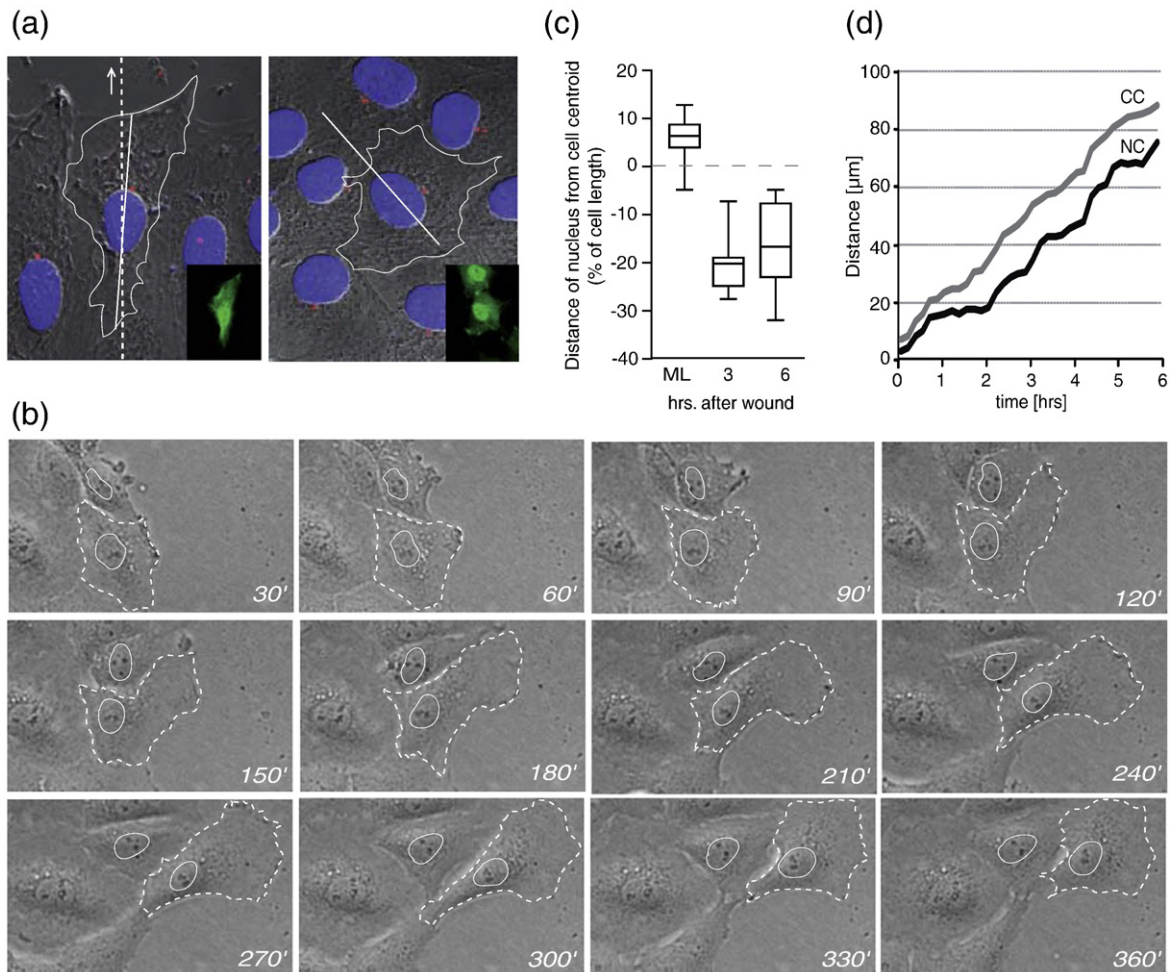 (a)
(c)
Distance of nucleus from cell centroid
(% of cell length)
20
10
0
-10
-20
-30
-40
ML
3
6
hrs. after wound
(d)
Distance [µm]
100
80
60
40
20
0
CC
NC
0
1
2
3
4
5
6
time [hrs]
(b)
30'
60'
90'
120'
150'
180'
210'
240'
270'
300'
330'
360'